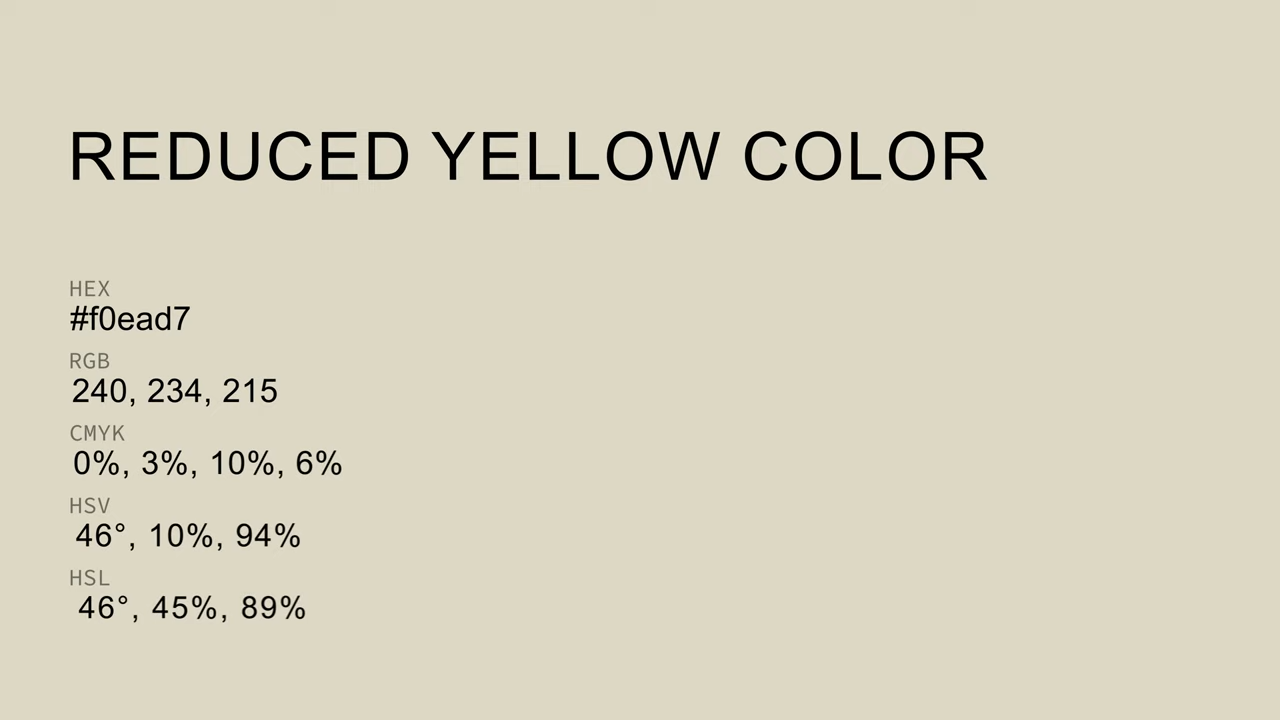 REDUCED YELLOW COLOR
HEX
#f0ead7
RGB
240, 234, 215
CMYK
0%, 3%, 10%, 6%
HSV
46°, 10%, 94%
HSL
46°, 45%, 89%